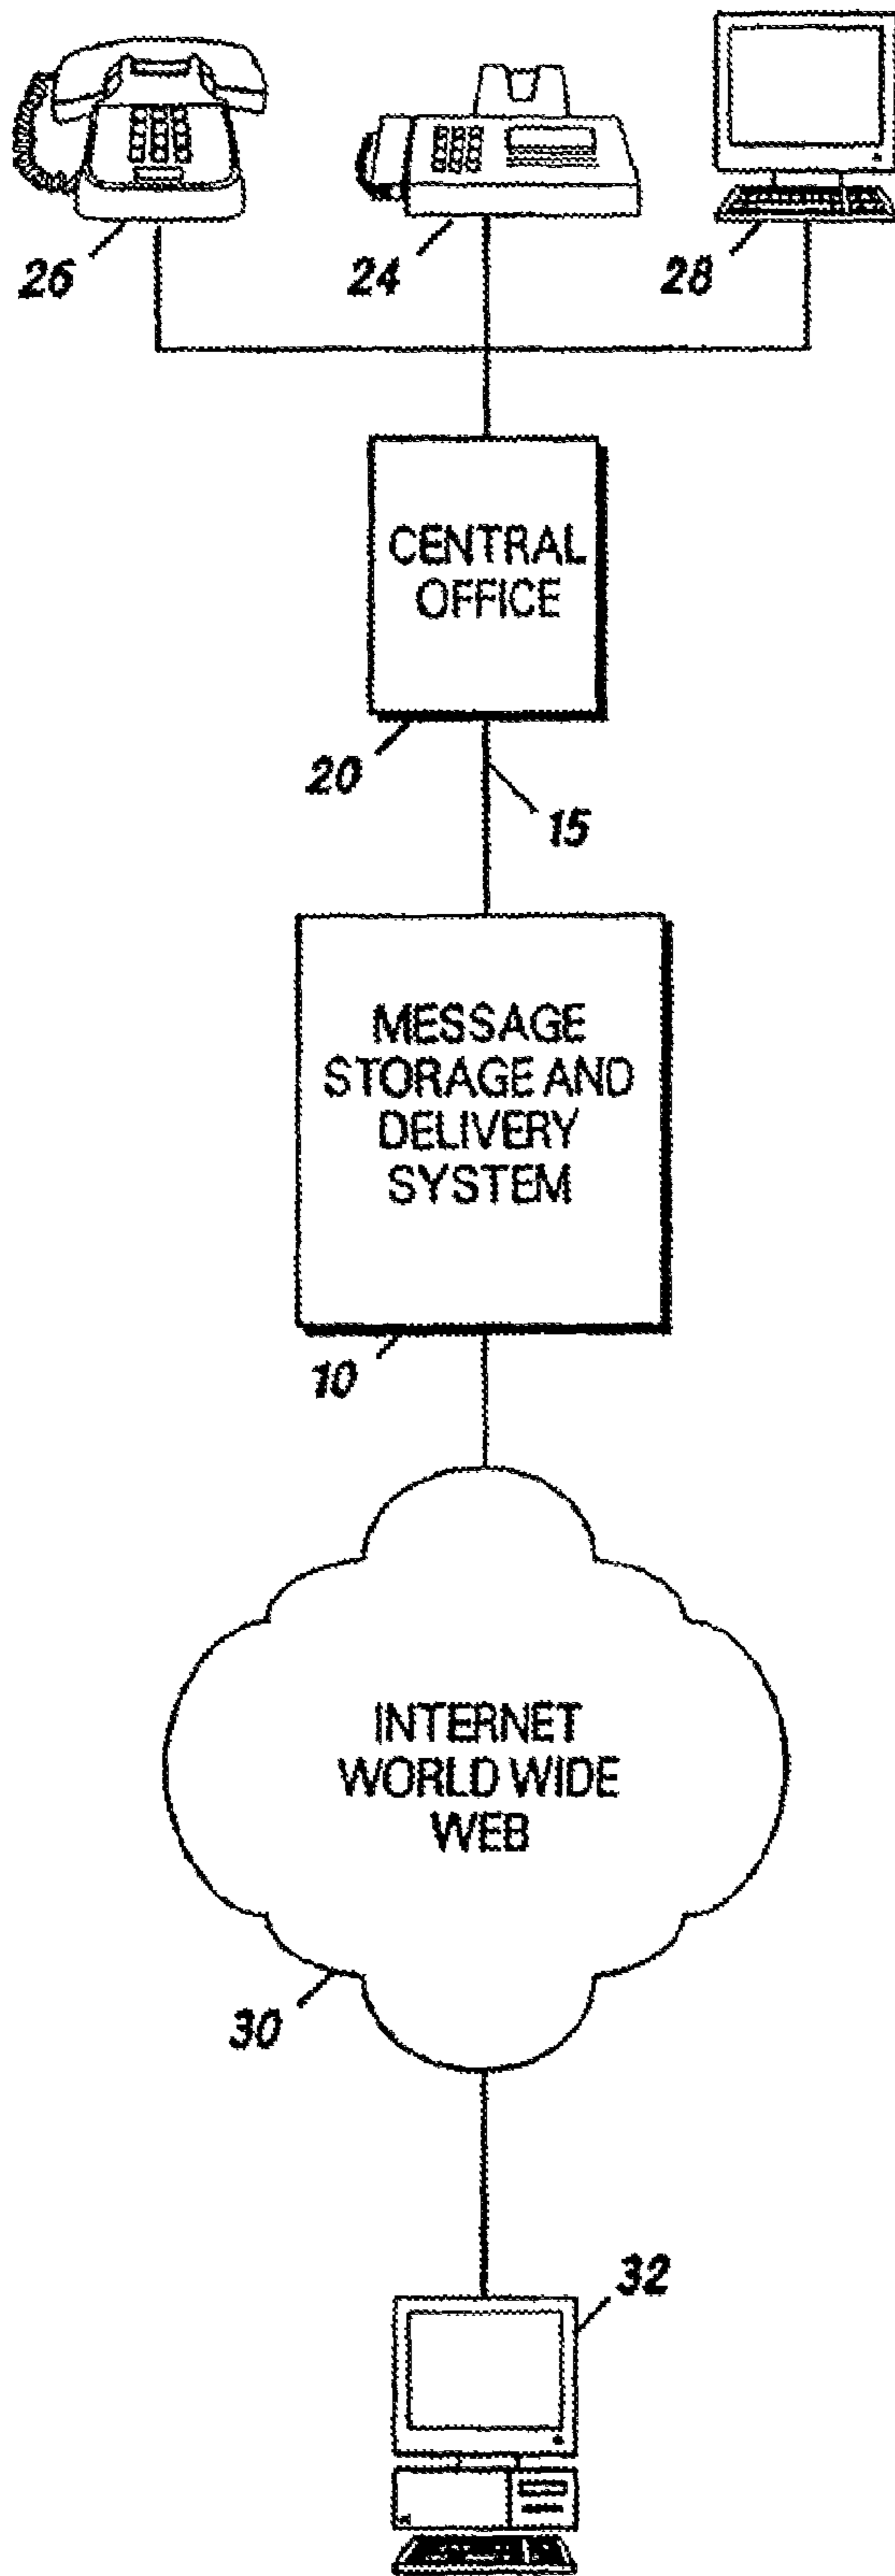 26
24
28
CENTRAL
OFFICE
20
15
MESSAGE
STORAGE AND
DELIVERY
SYSTEM
10
INTERNET
WORLD WIDE
WEB
30
32